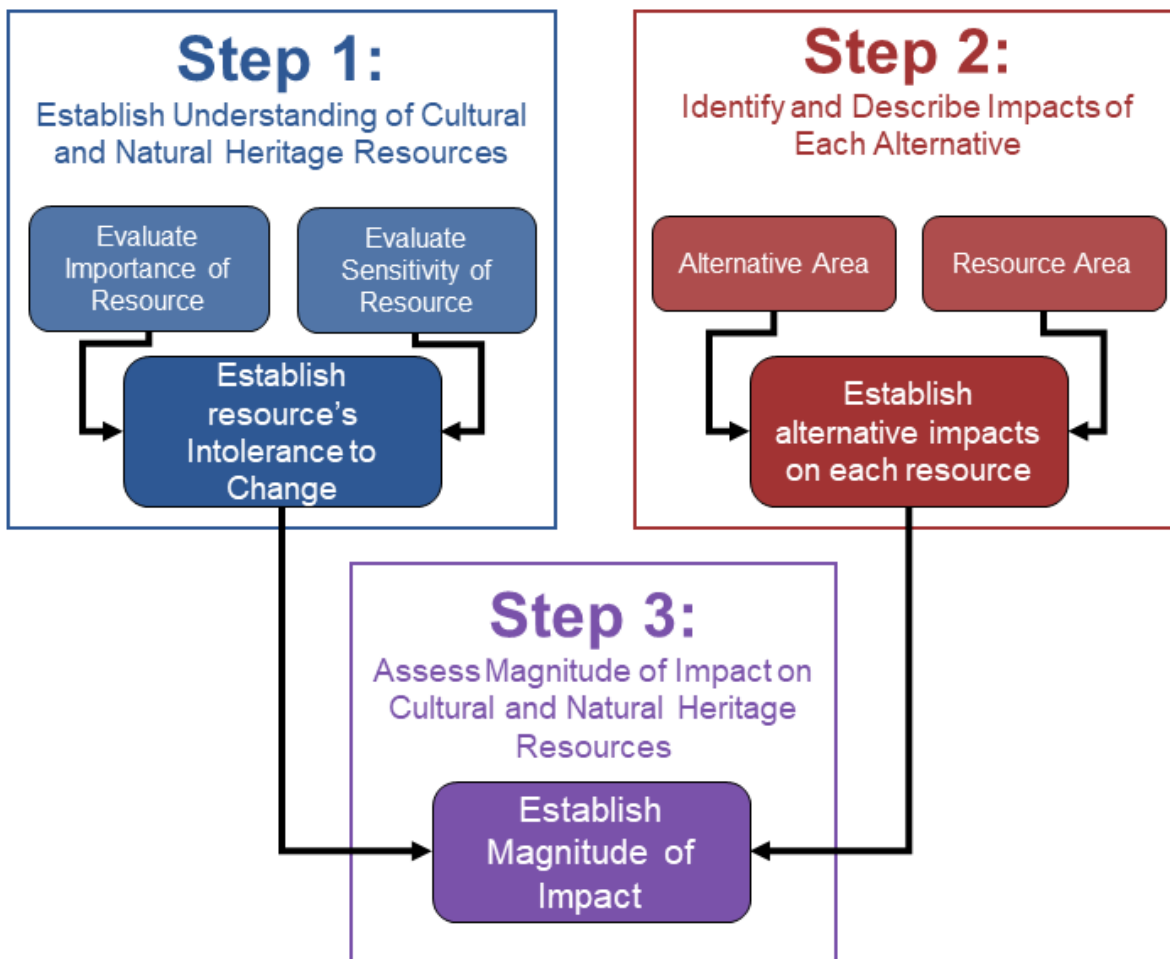 Step 1:
Establish Understanding of Cultural
and Natural Heritage Resources
Evaluate
Importance of
Resource
Evaluate
Sensitivity of
Resource
Establish
resource's
Intolerance to
Change
Step 2:
Identify and Describe Impacts of
Each Alternative
Alternative Area
Resource Area
Establish
alternative impacts
on each resource
Step 3:
Assess Magnitude of Impact on
Cultural and Natural Heritage
Resources
Establish
Magnitude of
Impact